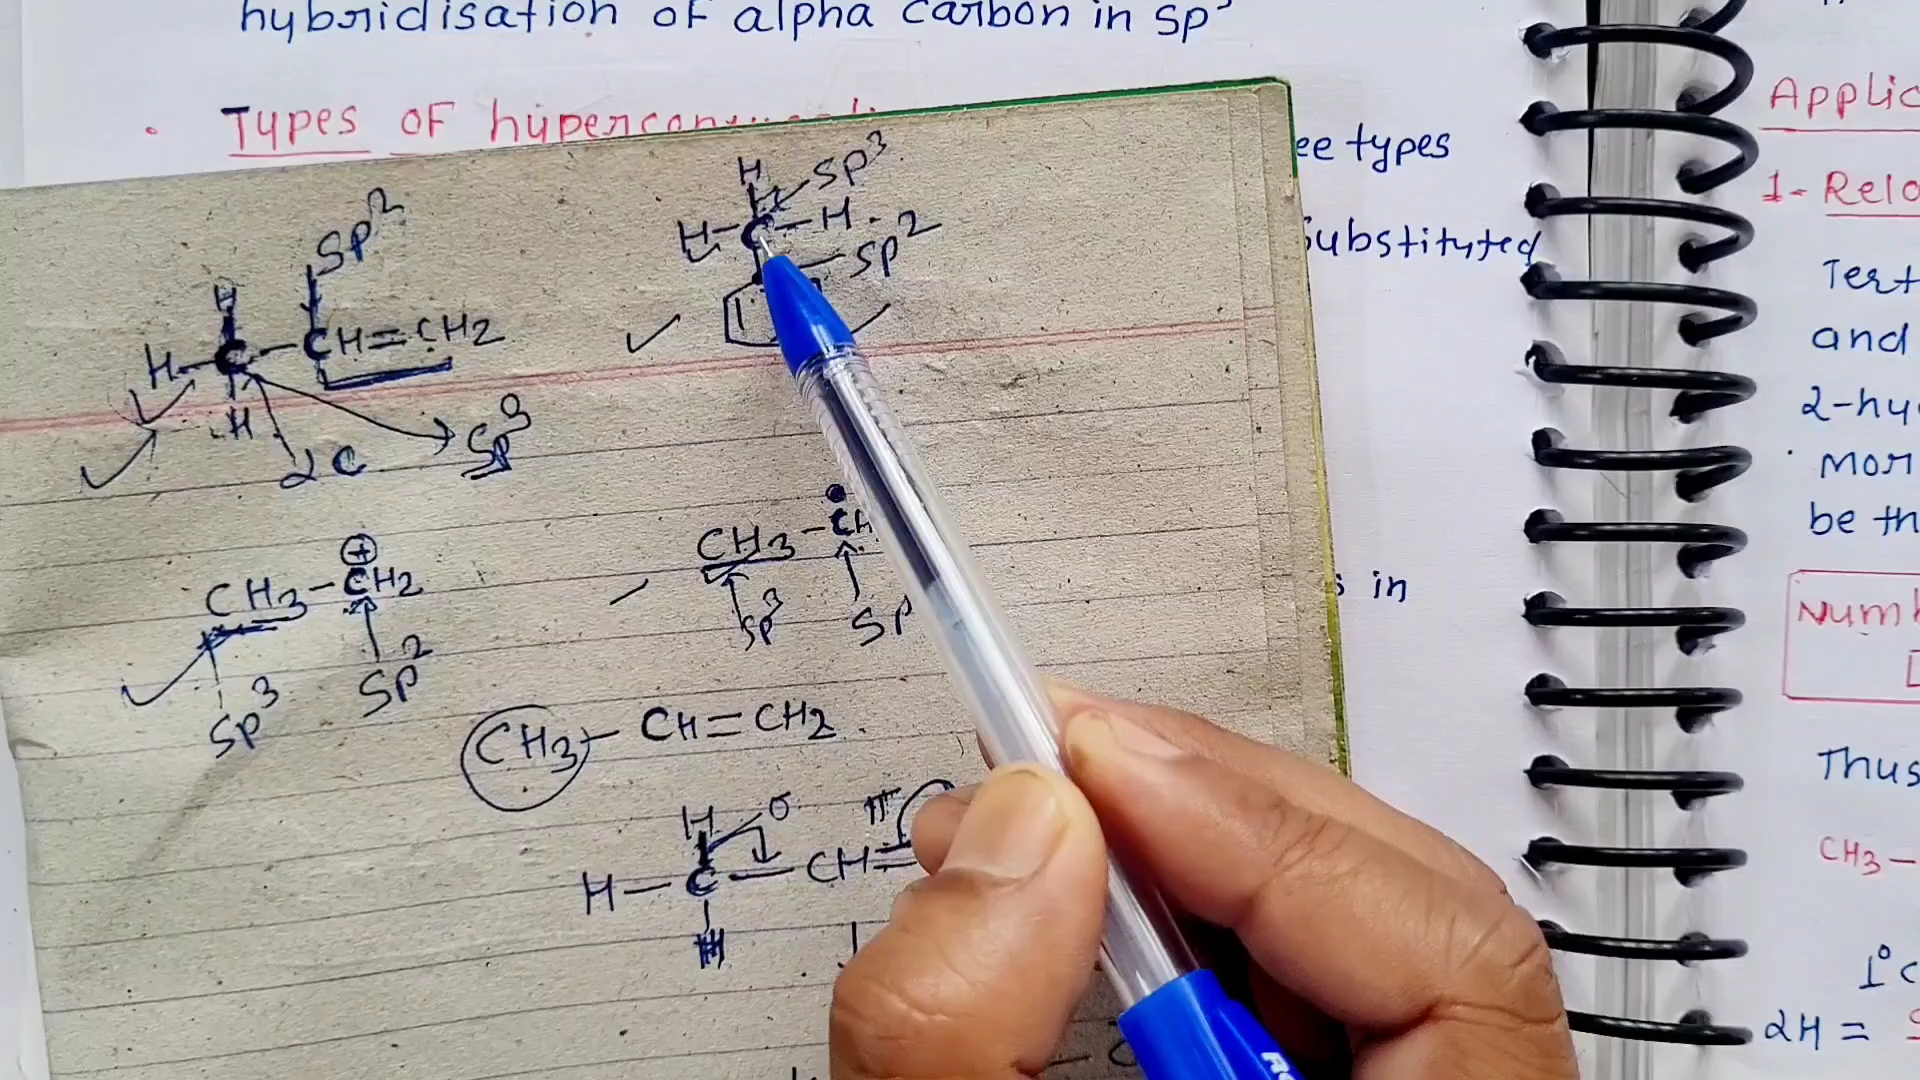 hybridisation of alpha carbon in sp³
• Types of hyperconju
ee types
Substituted
s in
H
SP³
H-C-H
SP²
SP²
H
H-C-CH=CH2
H
αC
SP³
⊕
CH3-CH2
SP³
SP²
CH3-CH
SP³
SP
CH3-CH=CH2
H
σ
π
H-C-CH=
H
Applic
1- Rela
Tert
and
2-hy
mor
be th
Num
Thus
CH3-
1° c
αH =